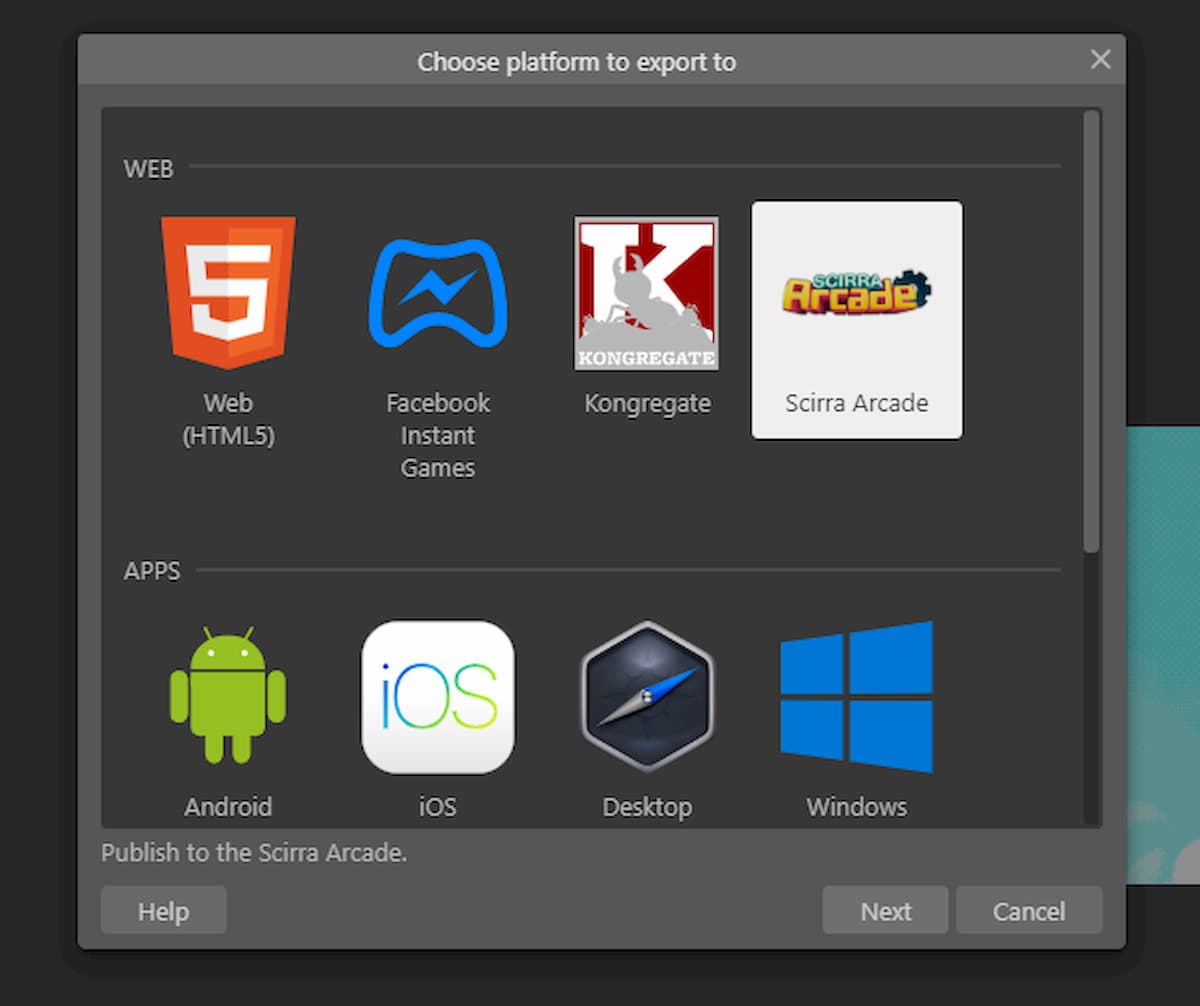 Choose platform to export to
WEB
5
K
KONGREGATE
SCIRRA
Arcade
Web
(HTML5)
Facebook
Instant
Games
Kongregate
Scirra Arcade
APPS
iOS
Android
iOS
Desktop
Windows
Publish to the Scirra Arcade.
Help
Next
Cancel